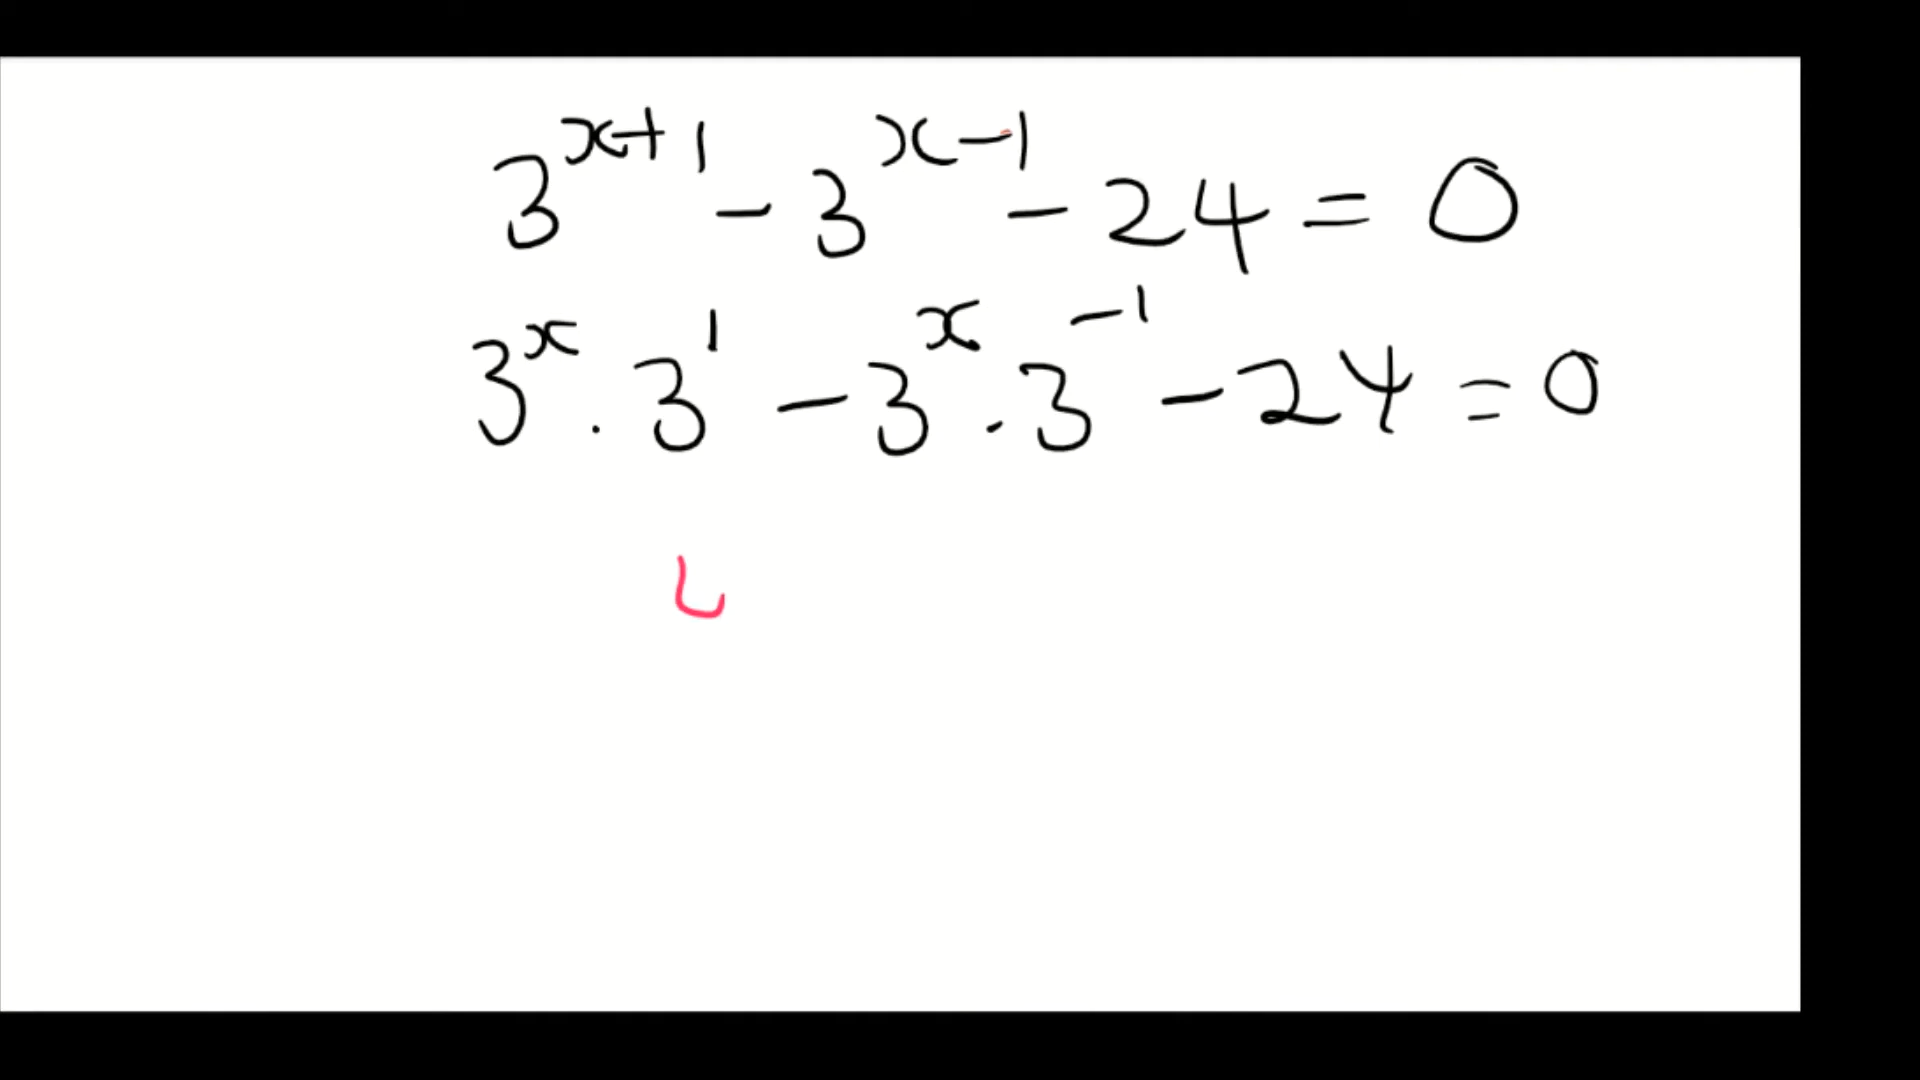 3^{x+1} - 3^{x-1} - 24 = 0
3^x . 3^1 - 3^x . 3^{-1} - 24 = 0